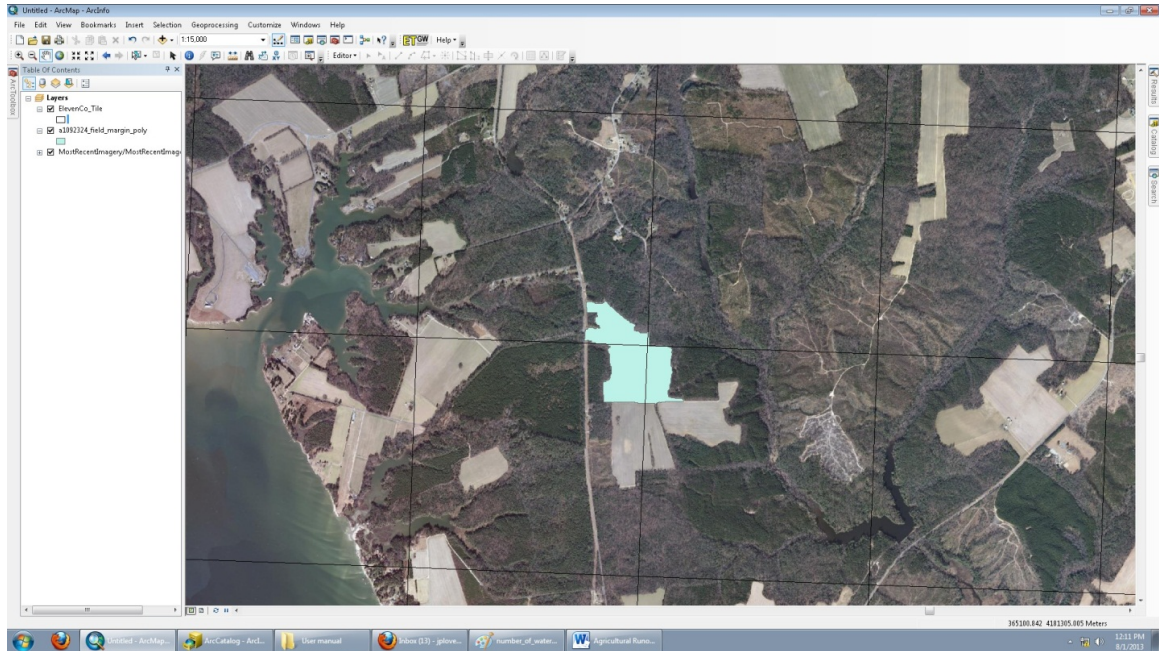 Untitled - ArcMap - ArcInfo
File Edit View Bookmarks Insert Selection Geoprocessing Customize Windows Help
1:15,000 ETGW Help
Editor
Table Of Contents
Layers
ElevenCo_Tile
a1092324_field_margin_poly
MostRecentImagery/MostRecentImag
ArcToolbox
Results
Catalog
Search
365100.842 4181305.005 Meters
Untitled - ArcMap... ArcCatalog - ArcI... User manual Inbox (13) - jplove... number_of_water... Agricultural Runo...
12:11 PM
8/1/2013